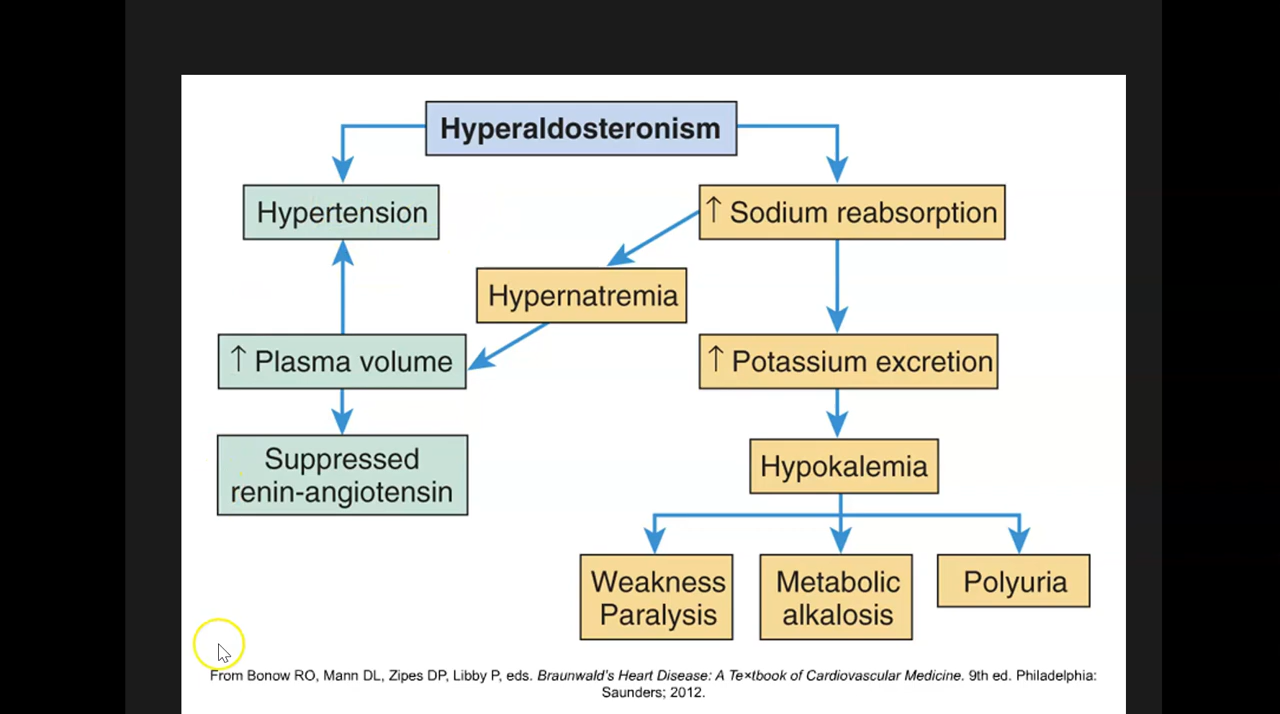 Hyperaldosteronism
Hypertension
↑ Sodium reabsorption
Hypernatremia
↑ Plasma volume
↑ Potassium excretion
Suppressed
renin-angiotensin
Hypokalemia
Weakness
Paralysis
Metabolic
alkalosis
Polyuria
From Bonow RO, Mann DL, Zipes DP, Libby P, eds. Braunwald's Heart Disease: A Te×tbook of Cardiovascular Medicine. 9th ed. Philadelphia:
Saunders; 2012.